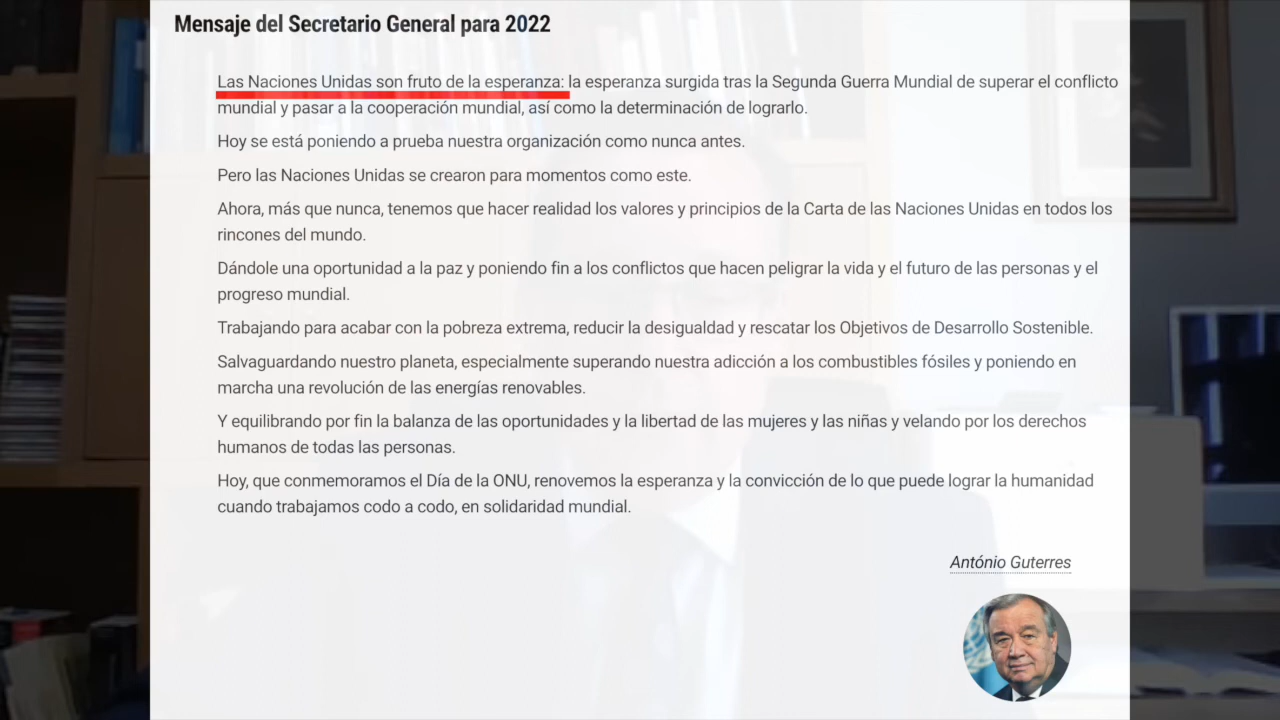 Mensaje del Secretario General para 2022
Las Naciones Unidas son fruto de la esperanza: la esperanza surgida tras la Segunda Guerra Mundial de superar el conflicto
mundial y pasar a la cooperación mundial, así como la determinación de lograrlo.
Hoy se está poniendo a prueba nuestra organización como nunca antes.
Pero las Naciones Unidas se crearon para momentos como este.
Ahora, más que nunca, tenemos que hacer realidad los valores y principios de la Carta de las Naciones Unidas en todos los
rincones del mundo.
Dándole una oportunidad a la paz y poniendo fin a los conflictos que hacen peligrar la vida y el futuro de las personas y el
progreso mundial.
Trabajando para acabar con la pobreza extrema, reducir la desigualdad y rescatar los Objetivos de Desarrollo Sostenible.
Salvaguardando nuestro planeta, especialmente superando nuestra adicción a los combustibles fósiles y poniendo en
marcha una revolución de las energías renovables.
Y equilibrando por fin la balanza de las oportunidades y la libertad de las mujeres y las niñas y velando por los derechos
humanos de todas las personas.
Hoy, que conmemoramos el Día de la ONU, renovemos la esperanza y la convicción de lo que puede lograr la humanidad
cuando trabajamos codo a codo, en solidaridad mundial.
António Guterres